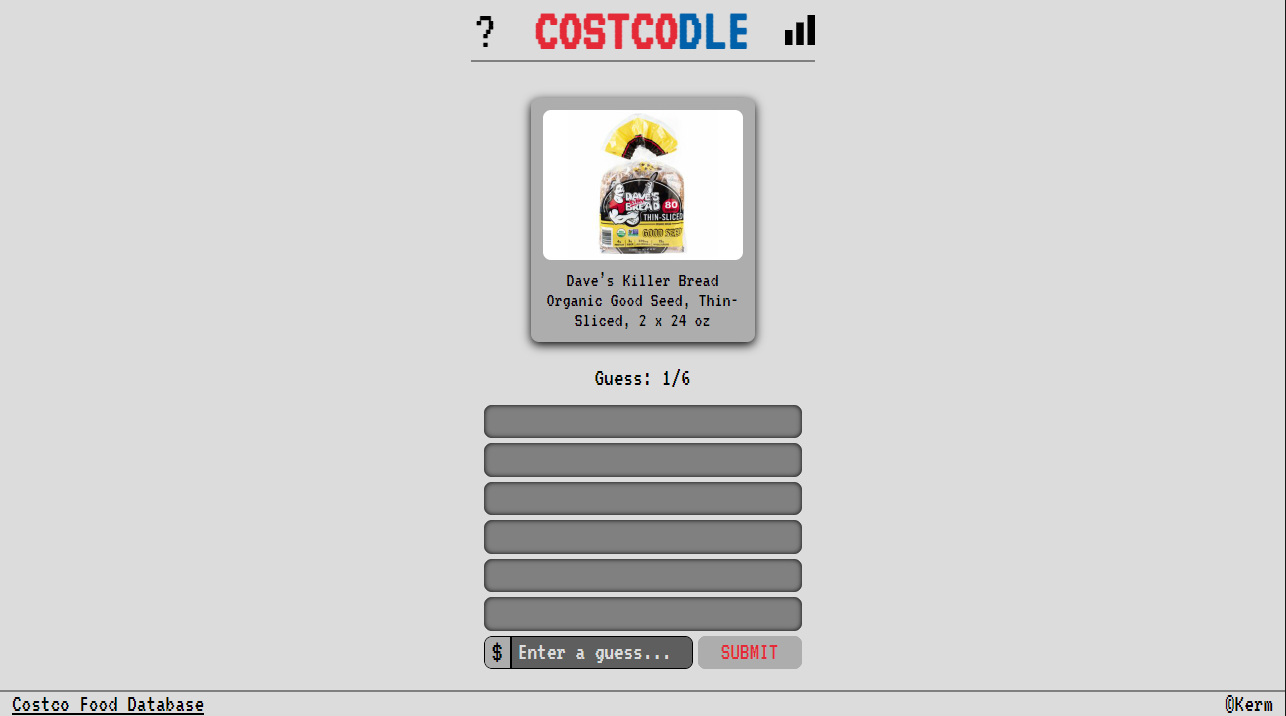 ?
COSTCODLE
DAVE'S
BREAD
80
THIN-SLICED
GOOD SEED
Dave's Killer Bread
Organic Good Seed, Thin-
Sliced, 2 x 24 oz
Guess: 1/6
$ Enter a guess... SUBMIT
Costco Food Database
@Kerm